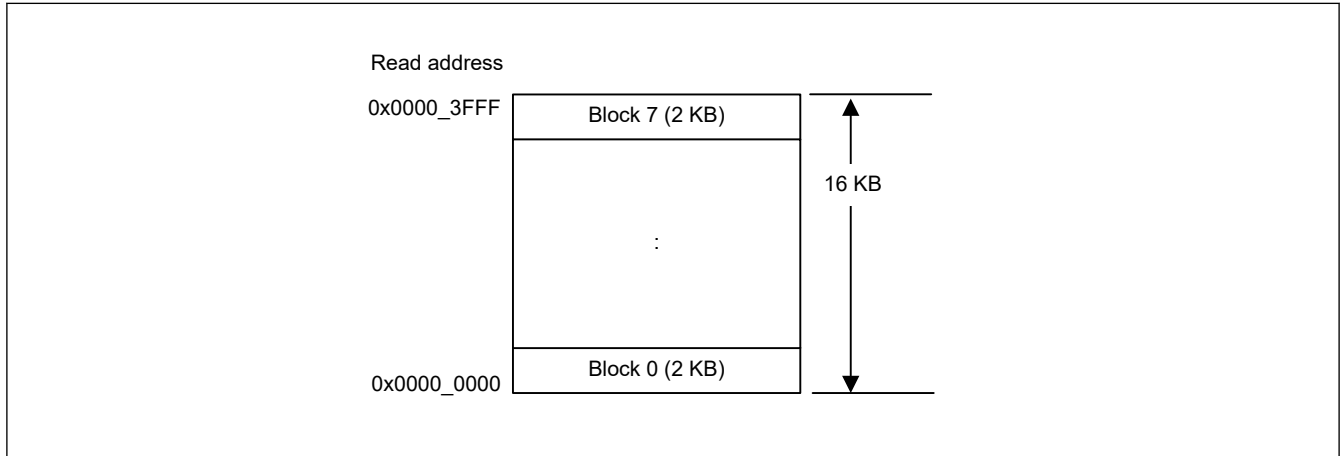 Read address
0x0000_3FFF
Block 7 (2 KB)
16 KB
:
Block 0 (2 KB)
0x0000_0000